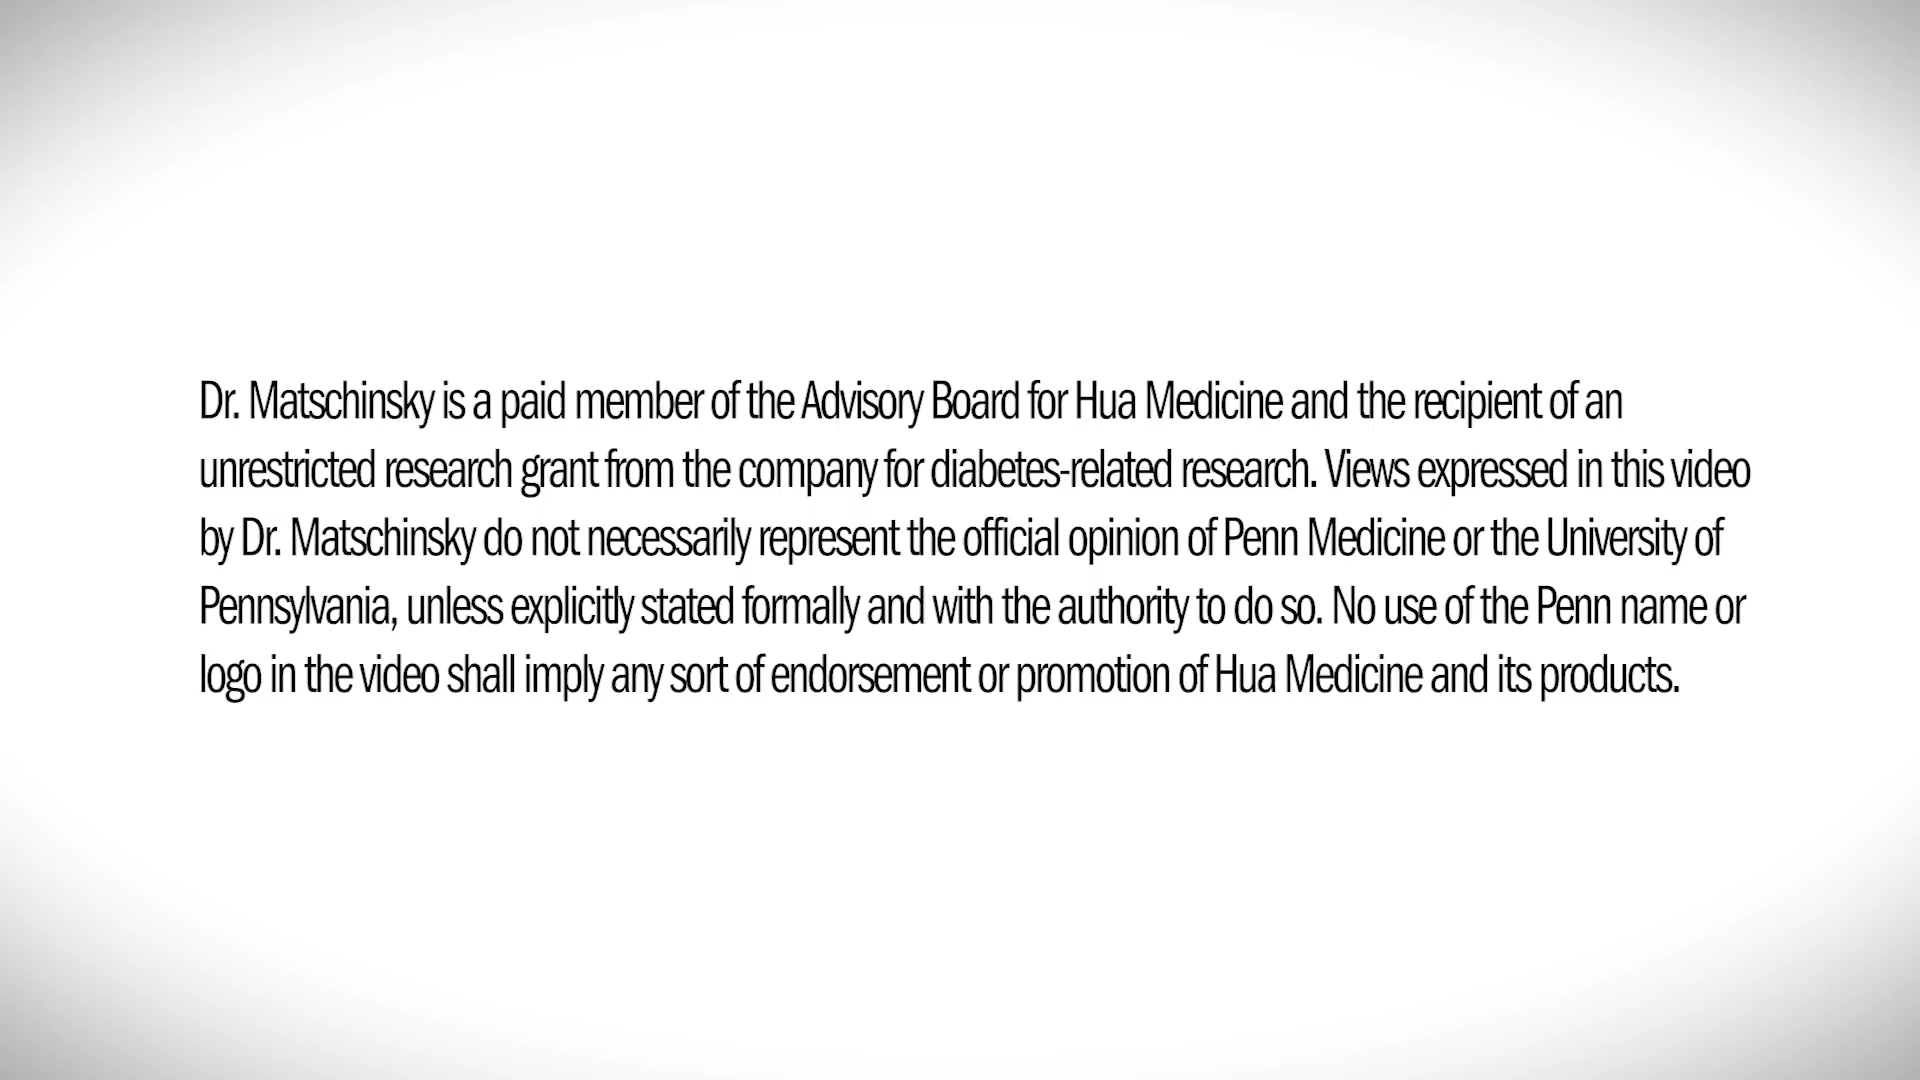 Dr. Matschinsky is a paid member of the Advisory Board for Hua Medicine and the recipient of an
unrestricted research grant from the company for diabetes-related research. Views expressed in this video
by Dr. Matschinsky do not necessarily represent the official opinion of Penn Medicine or the University of
Pennsylvania, unless explicitly stated formally and with the authority to do so. No use of the Penn name or
logo in the video shall imply any sort of endorsement or promotion of Hua Medicine and its products.